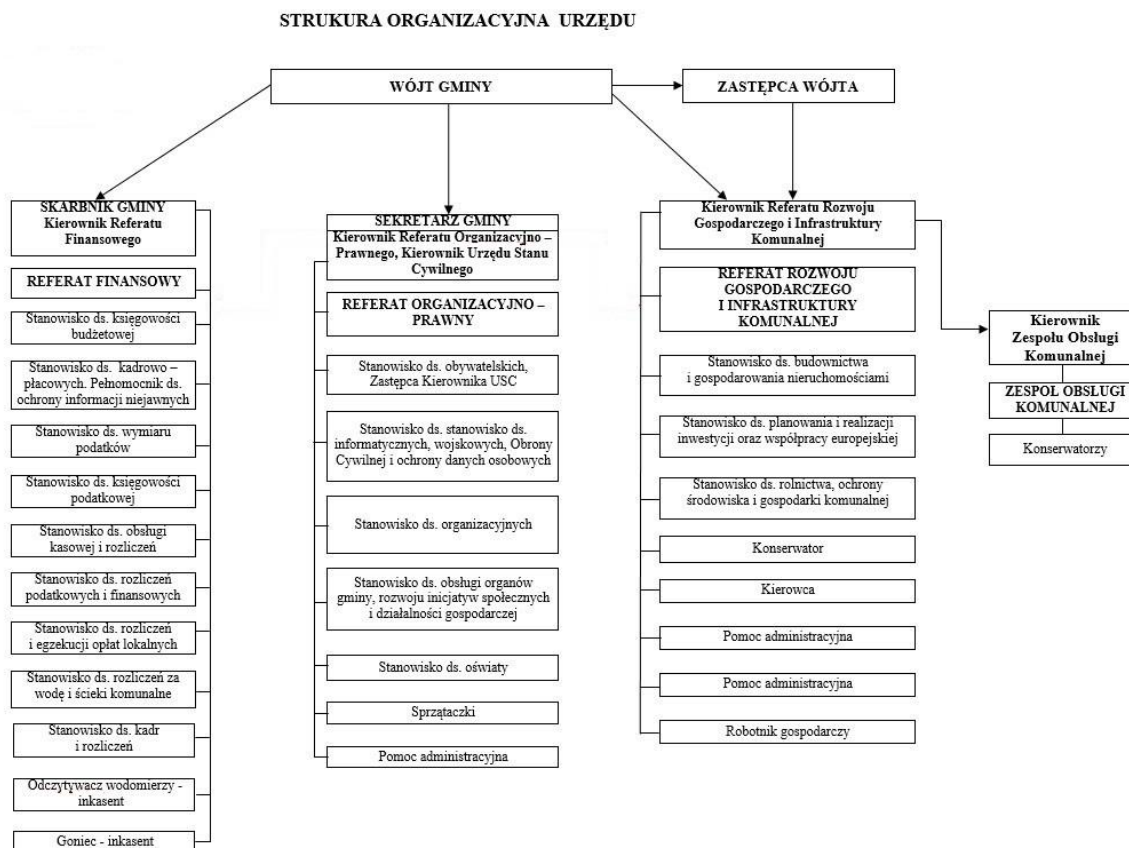 STRUKURA ORGANIZACYJNA URZĘDU
WÓJT GMINY
ZASTĘPCA WÓJTA
SKARBNIK GMINY
Kierownik Referatu
Finansowego
REFERAT FINANSOWY
Stanowisko ds. księgowości
budżetowej
Stanowisko ds. kadrowo –
płacowych. Pełnomocnik ds.
ochrony informacji niejawnych
Stanowisko ds. wymiaru
podatków
Stanowisko ds. księgowości
podatkowej
Stanowisko ds. obsługi
kasowej i rozliczeń
Stanowisko ds. rozliczeń
podatkowych i finansowych
Stanowisko ds. rozliczeń
i egzekucji opłat lokalnych
Stanowisko ds. rozliczeń za
wodę i ścieki komunalne
Stanowisko ds. kadr
i rozliczeń
Odczytywacz wodomierzy -
inkasent
Goniec - inkasent
SEKRETARZ GMINY
Kierownik Referatu Organizacyjno –
Prawnego, Kierownik Urzędu Stanu
Cywilnego
REFERAT ORGANIZACYJNO –
PRAWNY
Stanowisko ds. obywatelskich,
Zastępca Kierownika USC
Stanowisko ds. stanowisko ds.
informatycznych, wojskowych, Obrony
Cywilnej i ochrony danych osobowych
Stanowisko ds. organizacyjnych
Stanowisko ds. obsługi organów
gminy, rozwoju inicjatyw społecznych
i działalności gospodarczej
Stanowisko ds. oświaty
Sprzątaczki
Pomoc administracyjna
Kierownik Referatu Rozwoju
Gospodarczego i Infrastruktury
Komunalnej
REFERAT ROZWOJU
GOSPODARCZEGO
I INFRASTRUKTURY
KOMUNALNEJ
Stanowisko ds. budownictwa
i gospodarowania nieruchomościami
Stanowisko ds. planowania i realizacji
inwestycji oraz współpracy europejskiej
Stanowisko ds. rolnictwa, ochrony
środowiska i gospodarki komunalnej
Konserwator
Kierowca
Pomoc administracyjna
Pomoc administracyjna
Robotnik gospodarczy
Kierownik
Zespołu Obsługi
Komunalnej
ZESPOŁ OBSŁUGI
KOMUNALNEJ
Konserwatorzy